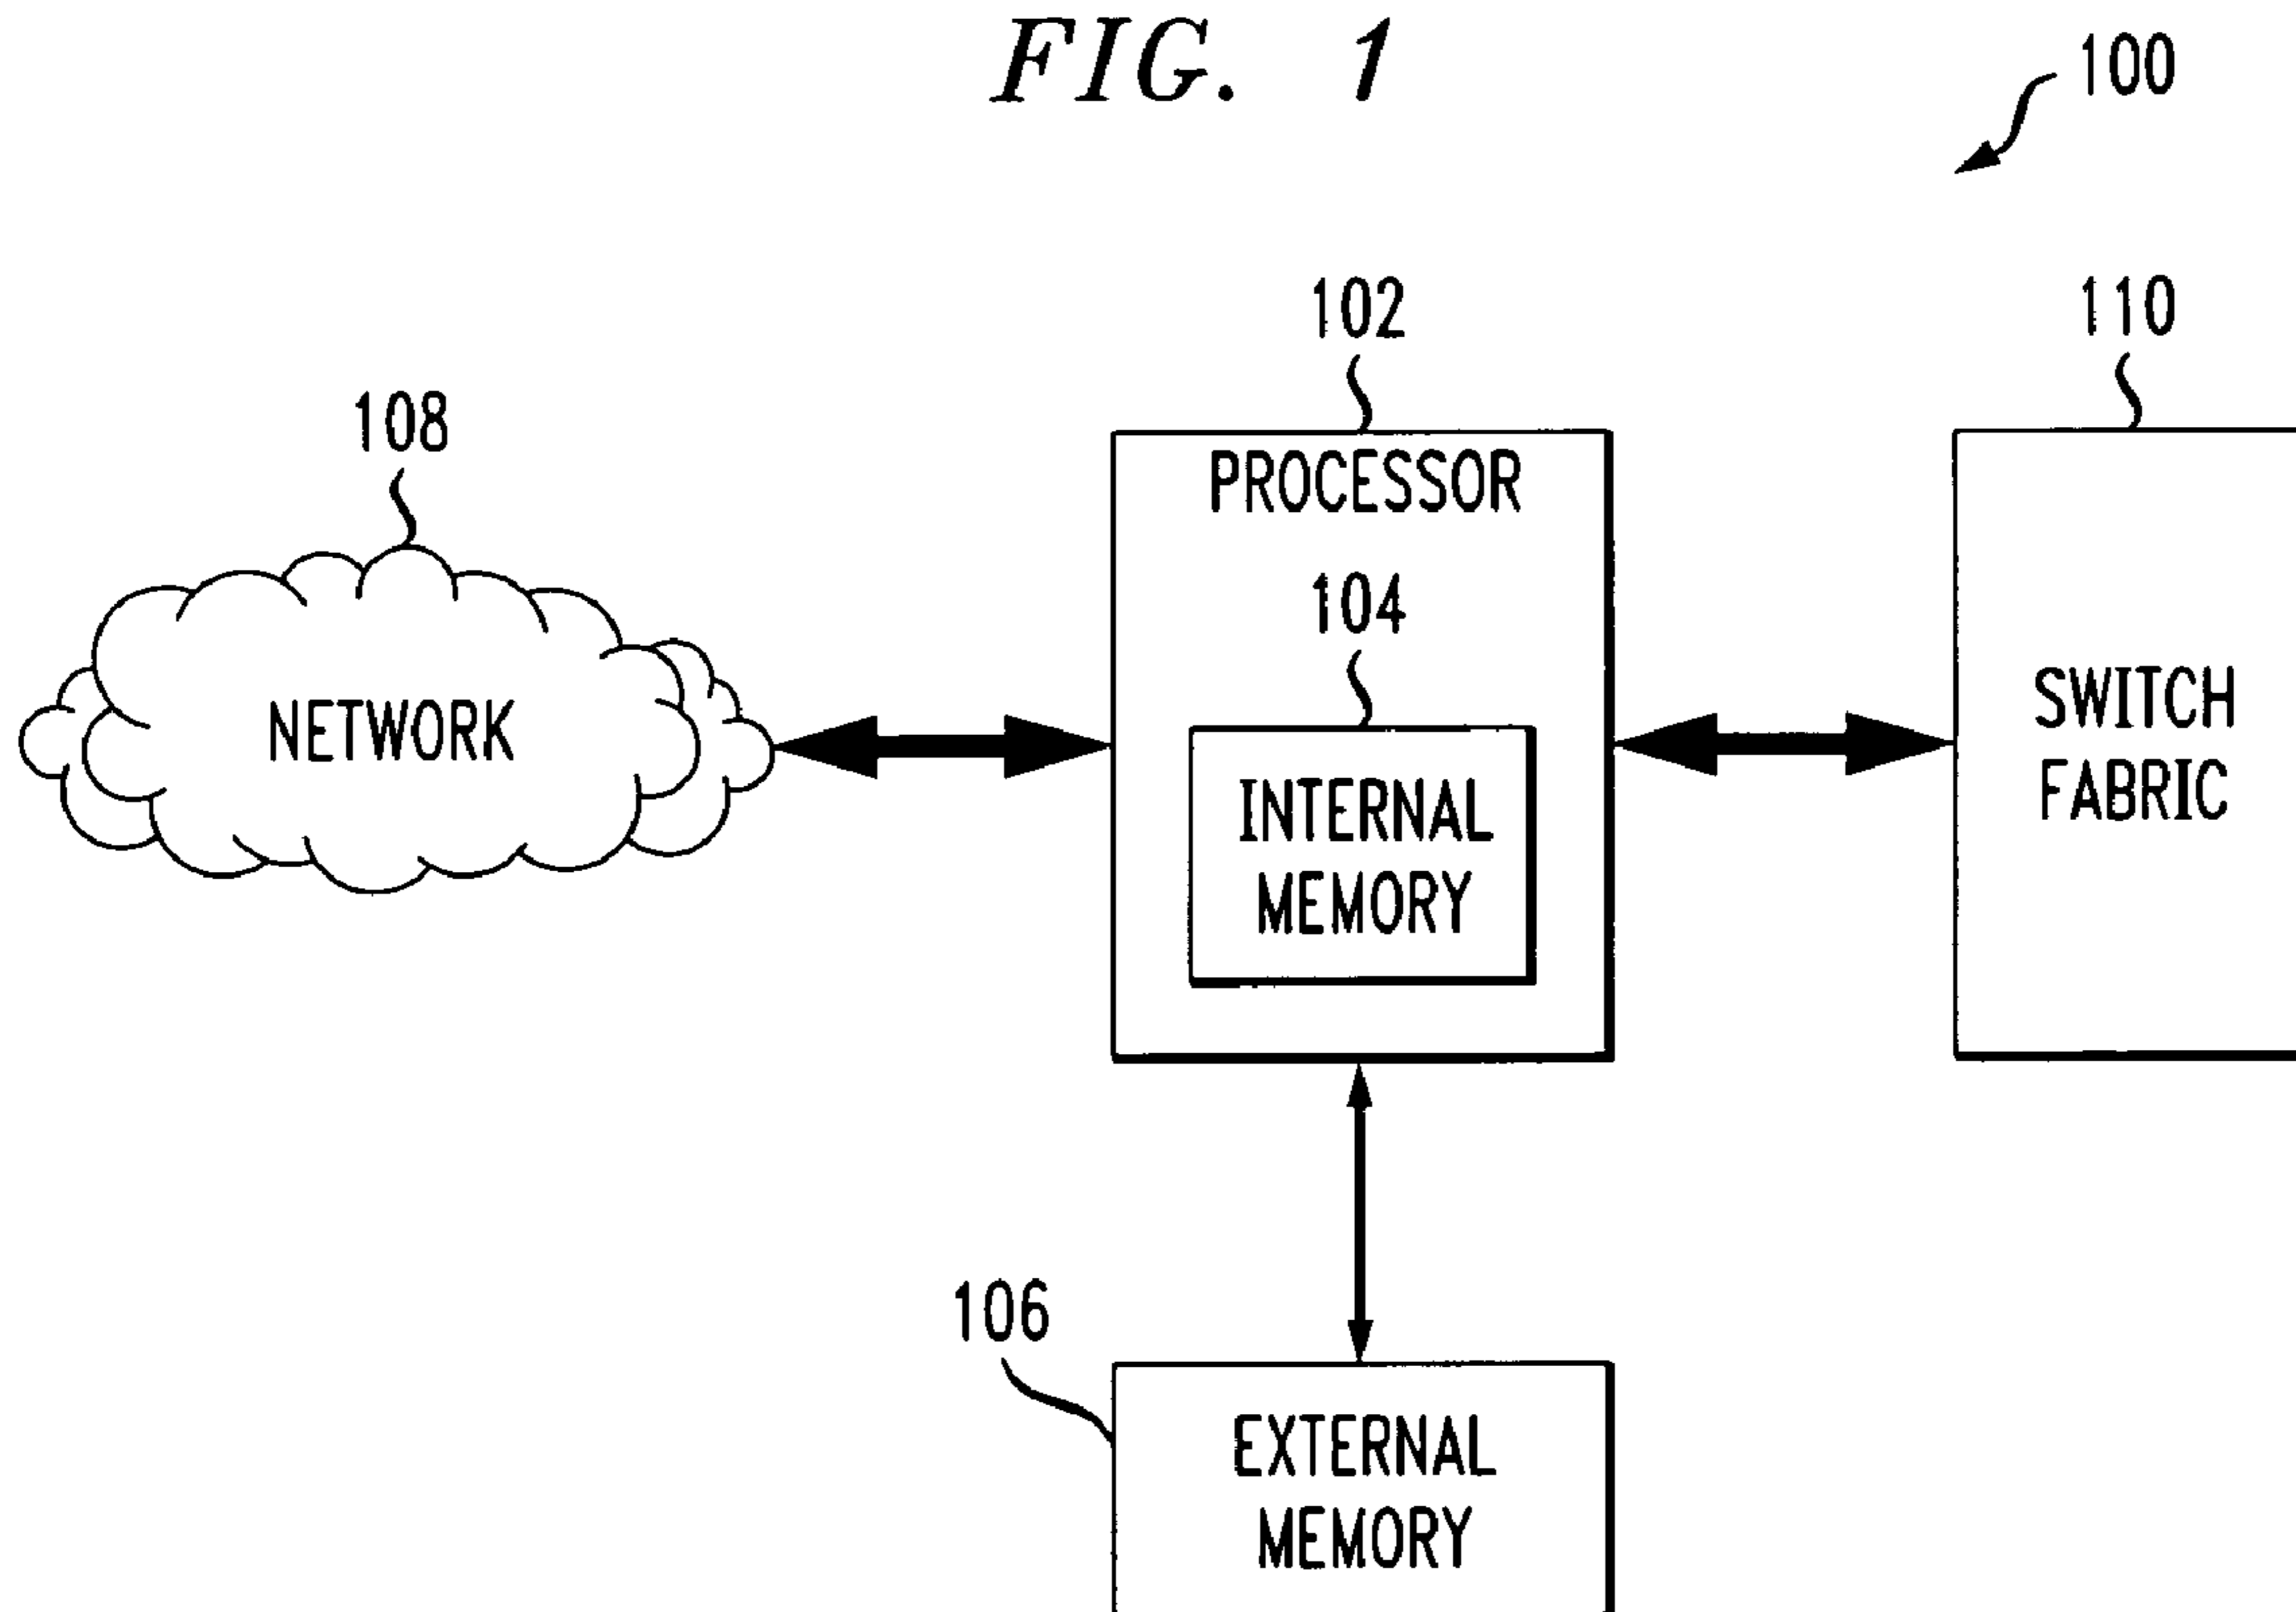 FIG. 1
100
102
110
108
PROCESSOR
104
NETWORK
SWITCH
FABRIC
INTERNAL
MEMORY
106
EXTERNAL
MEMORY